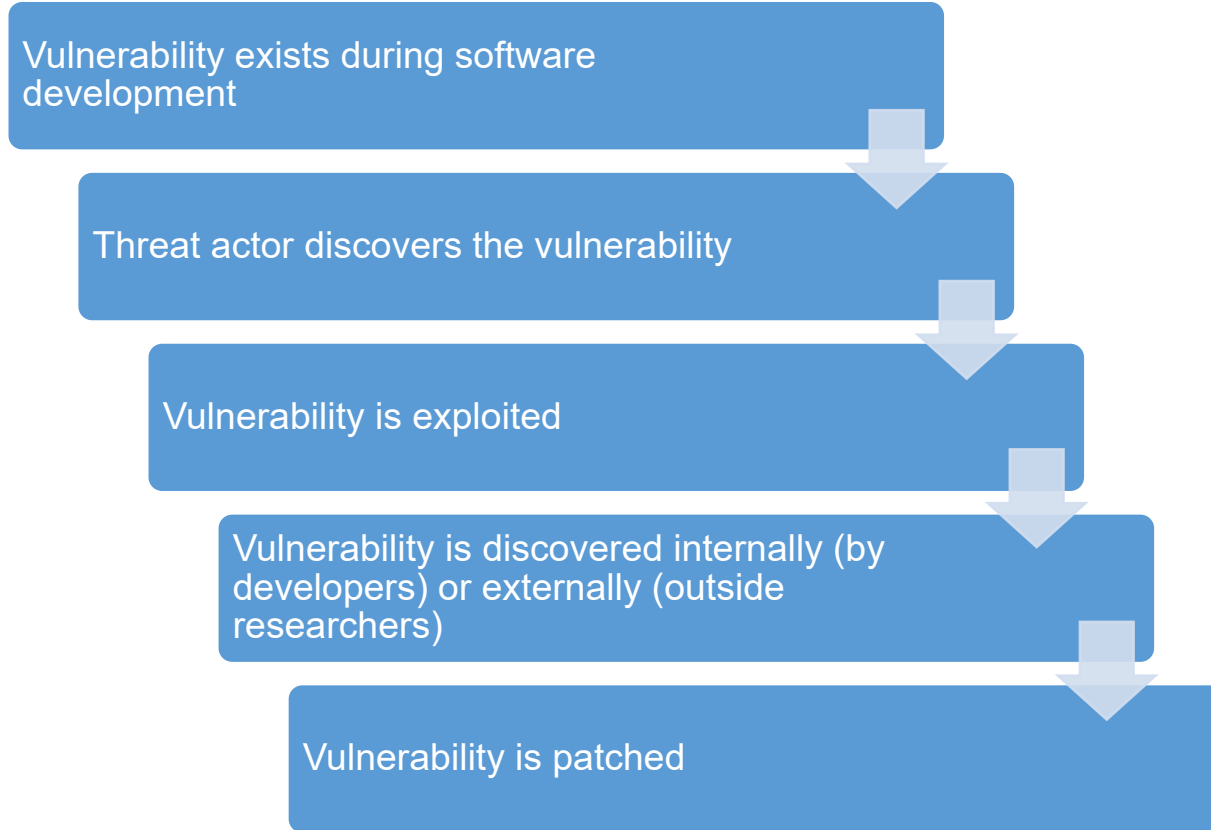 Vulnerability exists during software
development
Threat actor discovers the vulnerability
Vulnerability is exploited
Vulnerability is discovered internally (by
developers) or externally (outside
researchers)
Vulnerability is patched